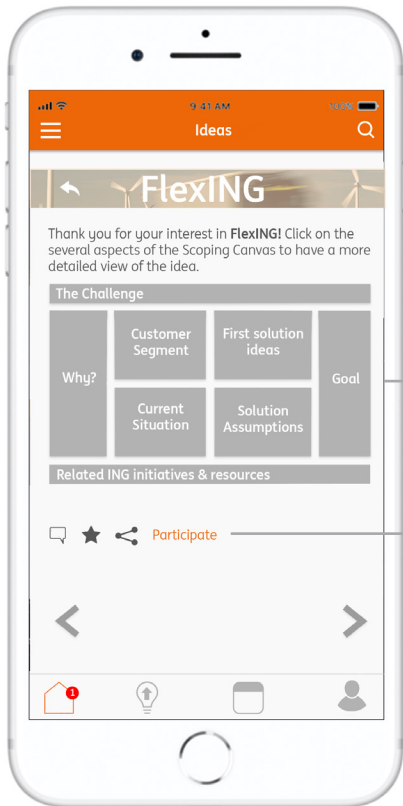 9:41 AM
100%
Ideas
FlexING
Thank you for your interest in FlexING! Click on the
several aspects of the Scoping Canvas to have a more
detailed view of the idea.
The Challenge
Why?
Customer
Segment
First solution
ideas
Goal
Current
Situation
Solution
Assumptions
Related ING initiatives & resources
Participate
1